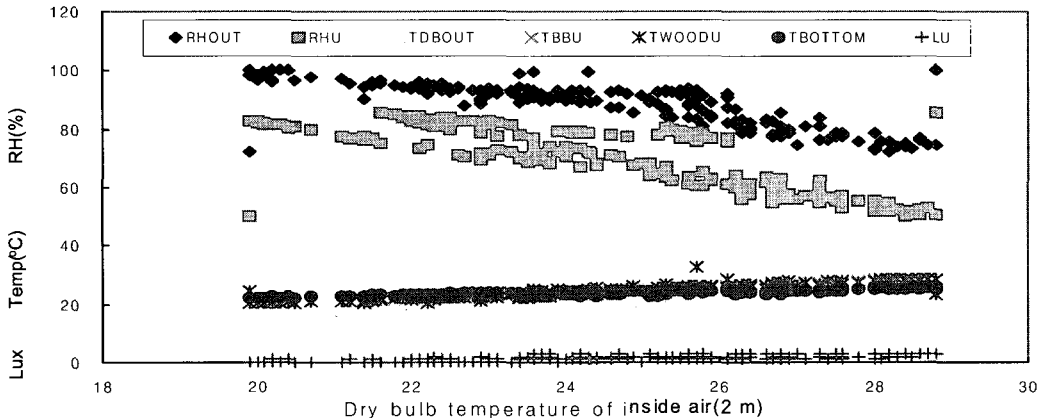 120
RHOUT RHU TDBOUT TBBU TWOODU TBOTTOM LU
100
80
60
40
20
0
RH(%)
Temp(ºC)
Lux
18 20 22 24 26 28 30
Dry bulb temperature of inside air(2 m)